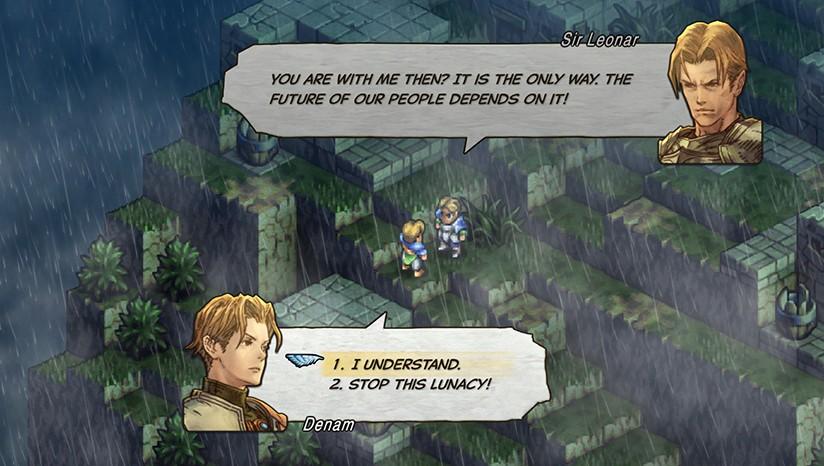 Sir Leonar
YOU ARE WITH ME THEN? IT IS THE ONLY WAY. THE
FUTURE OF OUR PEOPLE DEPENDS ON IT!
1. I UNDERSTAND.
2. STOP THIS LUNACY!
Denam